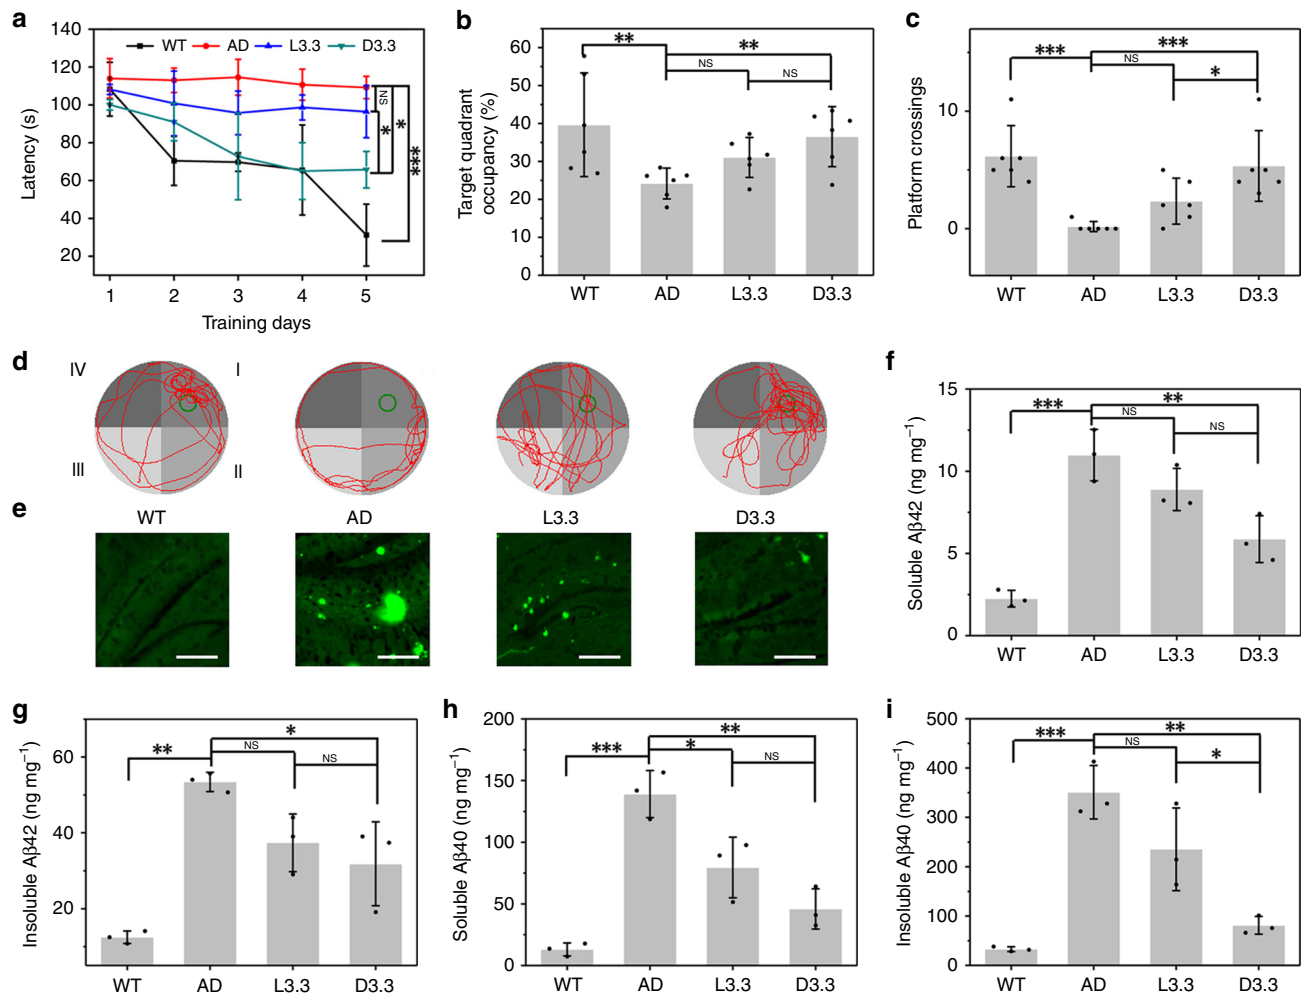 a
140
120
100
80
60
40
20
Latency (s)
WT AD L3.3 D3.3
NS
*
*
***
1 2 3 4 5
Training days
b
60
50
40
30
20
10
0
Target quadrant
occupancy (%)
**
**
NS
NS
WT AD L3.3 D3.3
c
10
0
Platform crossings
***
***
NS
*
WT AD L3.3 D3.3
d
IV I
III II
e
WT AD L3.3 D3.3
f
15
10
5
0
Soluble Aβ42 (ng mg⁻¹)
***
**
NS
NS
WT AD L3.3 D3.3
g
60
40
20
Insoluble Aβ42 (ng mg⁻¹)
**
*
NS
NS
WT AD L3.3 D3.3
h
200
150
100
50
0
Soluble Aβ40 (ng mg⁻¹)
***
**
*
NS
WT AD L3.3 D3.3
i
500
400
300
200
100
0
Insoluble Aβ40 (ng mg⁻¹)
***
**
NS
*
WT AD L3.3 D3.3